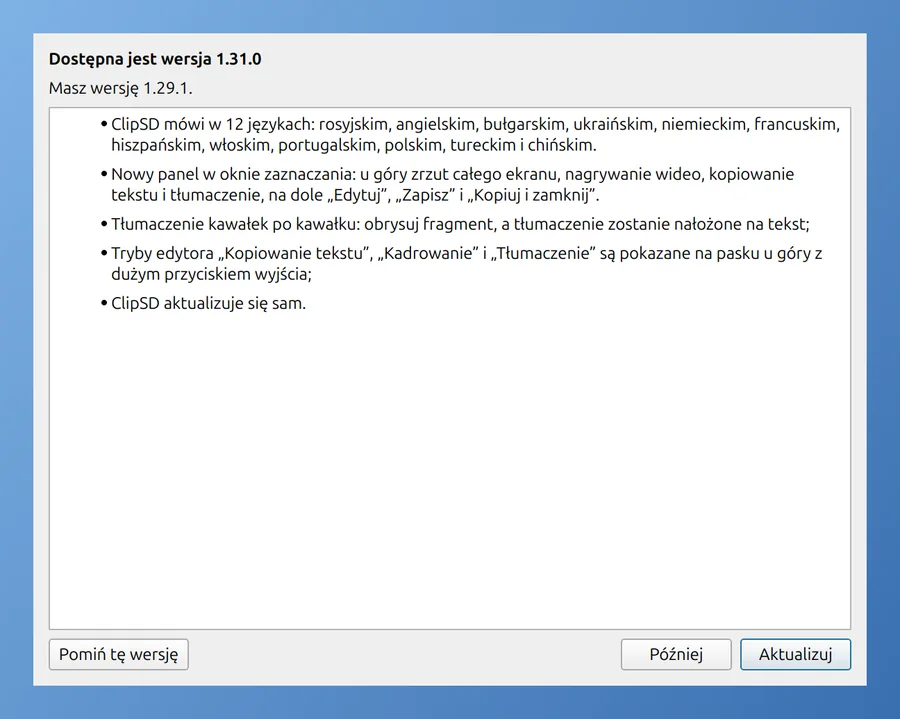 Dostępna jest wersja 1.31.0
Masz wersję 1.29.1.
• ClipSD mówi w 12 językach: rosyjskim, angielskim, bułgarskim, ukraińskim, niemieckim, francuskim,
hiszpańskim, włoskim, portugalskim, polskim, tureckim i chińskim.
• Nowy panel w oknie zaznaczania: u góry zrzut całego ekranu, nagrywanie wideo, kopiowanie
tekstu i tłumaczenie, na dole „Edytuj”, „Zapisz” i „Kopiuj i zamknij”.
• Tłumaczenie kawałek po kawałku: obrysuj fragment, a tłumaczenie zostanie nałożone na tekst;
• Tryby edytora „Kopiowanie tekstu”, „Kadrowanie” i „Tłumaczenie” są pokazane na pasku u góry z
dużym przyciskiem wyjścia;
• ClipSD aktualizuje się sam.
Pomiń tę wersję
Później
Aktualizuj